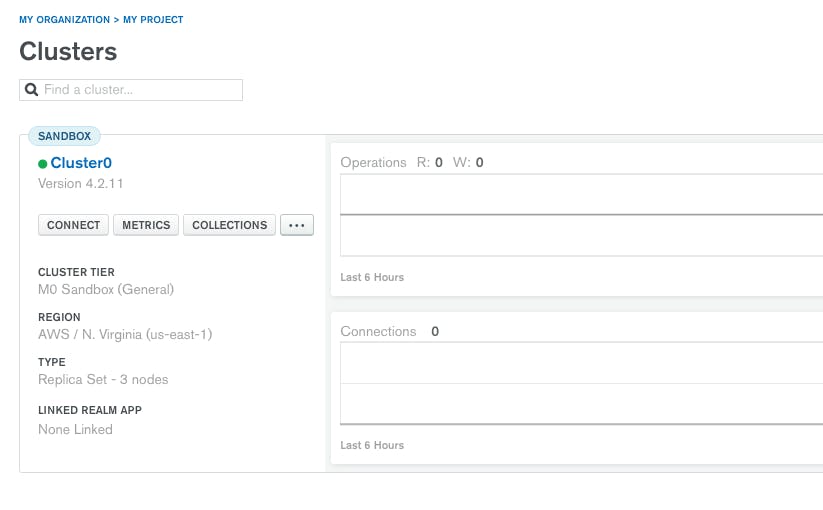 MY ORGANIZATION > MY PROJECT
Clusters
Find a cluster...
SANDBOX
Cluster0
Version 4.2.11
CONNECT METRICS COLLECTIONS ...
CLUSTER TIER
M0 Sandbox (General)
REGION
AWS / N. Virginia (us-east-1)
TYPE
Replica Set - 3 nodes
LINKED REALM APP
None Linked
Operations R: 0 W: 0
Last 6 Hours
Connections 0
Last 6 Hours